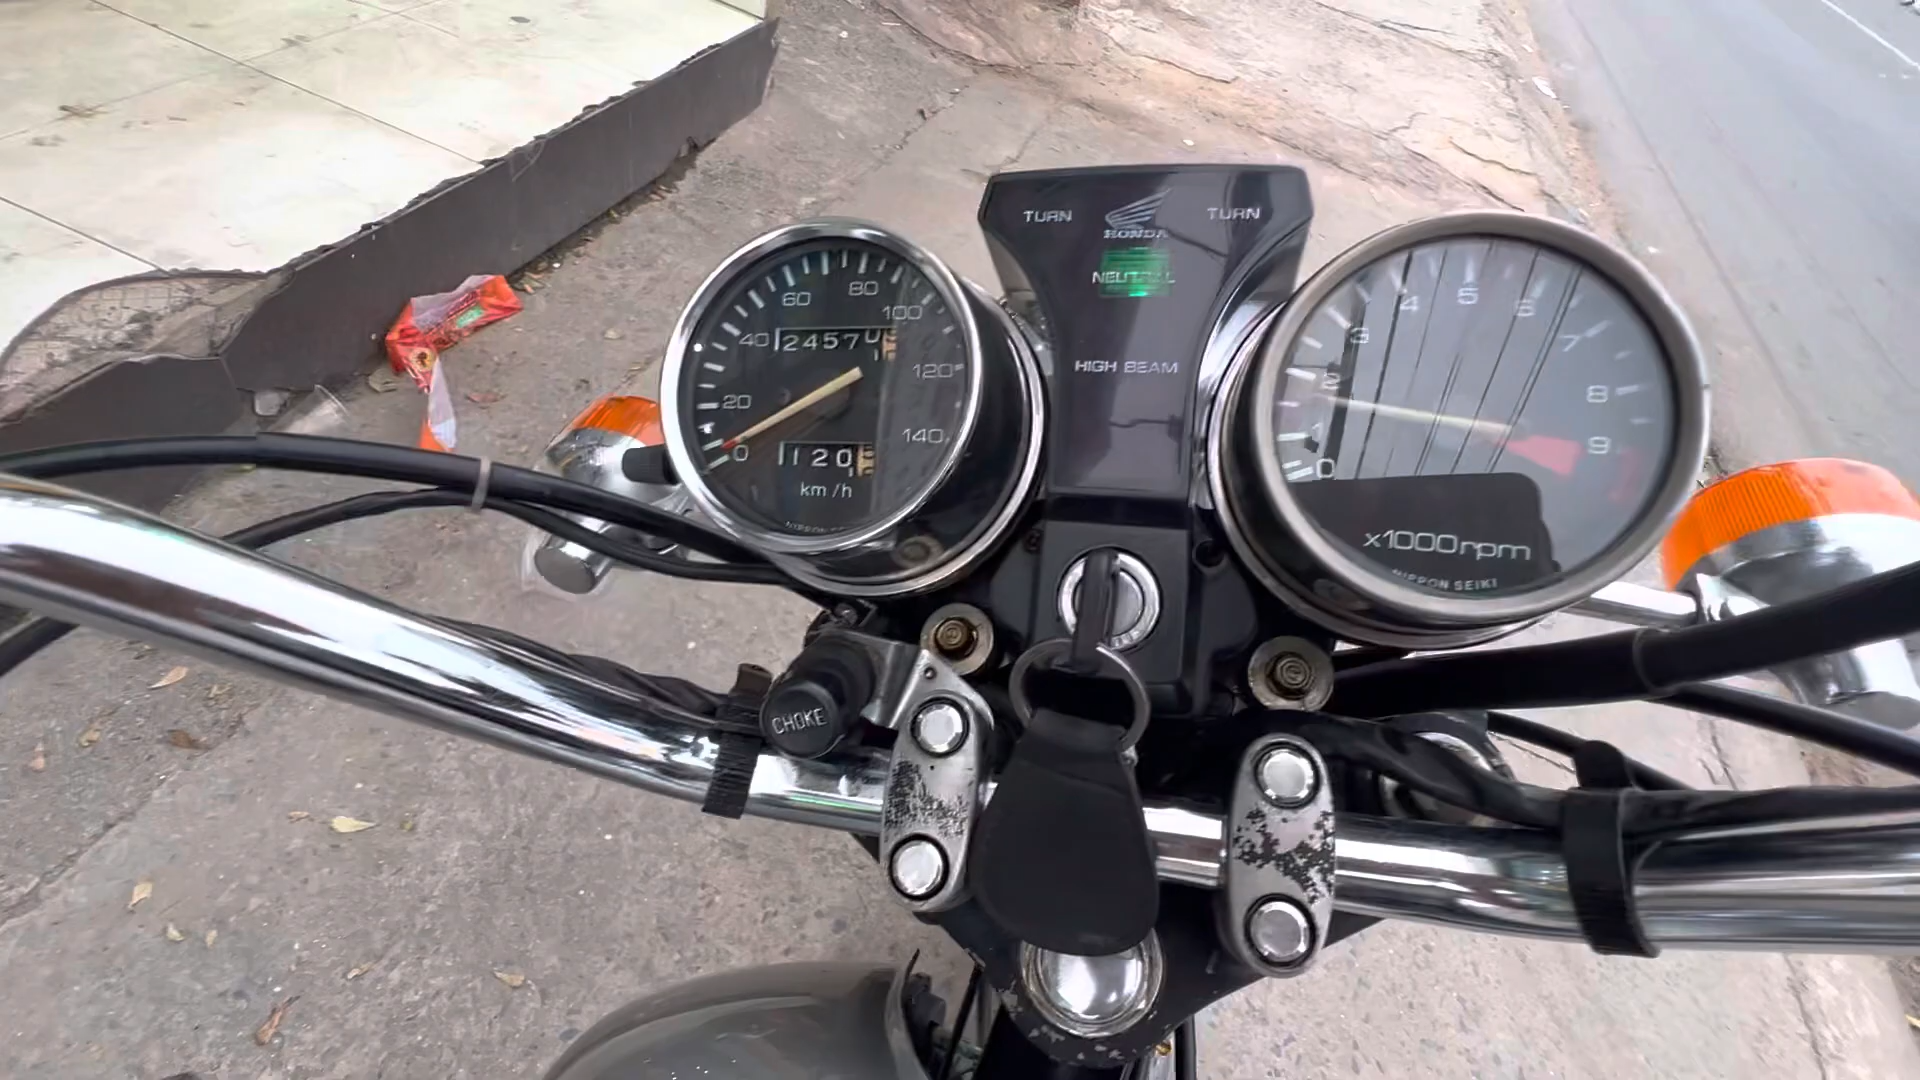 TURN
HONDA
TURN
NEUTRAL
HIGH BEAM
0
20
40
60
80
100
120
140
2457
120
km/h
0
1
2
3
4
5
6
7
8
9
x1000rpm
NIPPON SEIKI
CHOKE